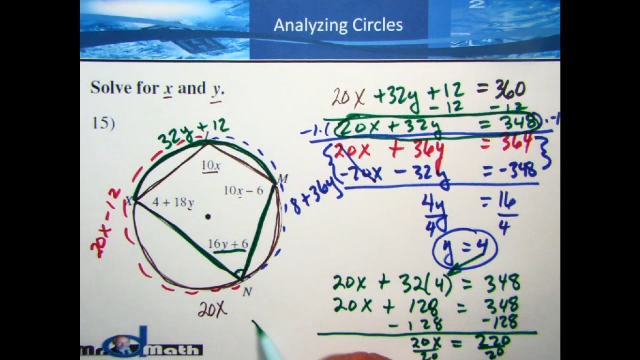 Analyzing Circles
2
Solve for x and y.
15)
32y + 12
10x
M
10x − 6
X
4 + 18y
8 + 36y
20x − 12
16y + 6
N
20X
Math
20x + 32y + 12 = 360
− 12 − 12
−1 ( 20x + 32y = 348 ) · −1
20x + 36y = 364
−20x − 32y = −348
4y = 16
4 4
y = 4
20x + 32(4) = 348
20x + 128 = 348
− 128 − 128
20x = 220
20 20